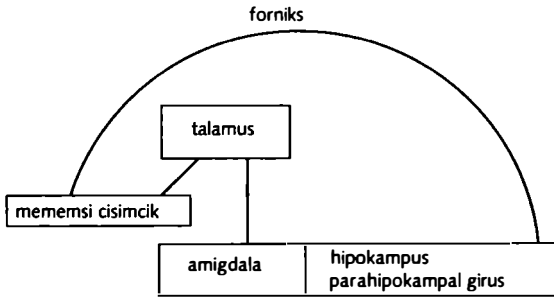 forniks
talamus
mememsi cisimcik
amigdala
hipokampus
parahipokampal girus